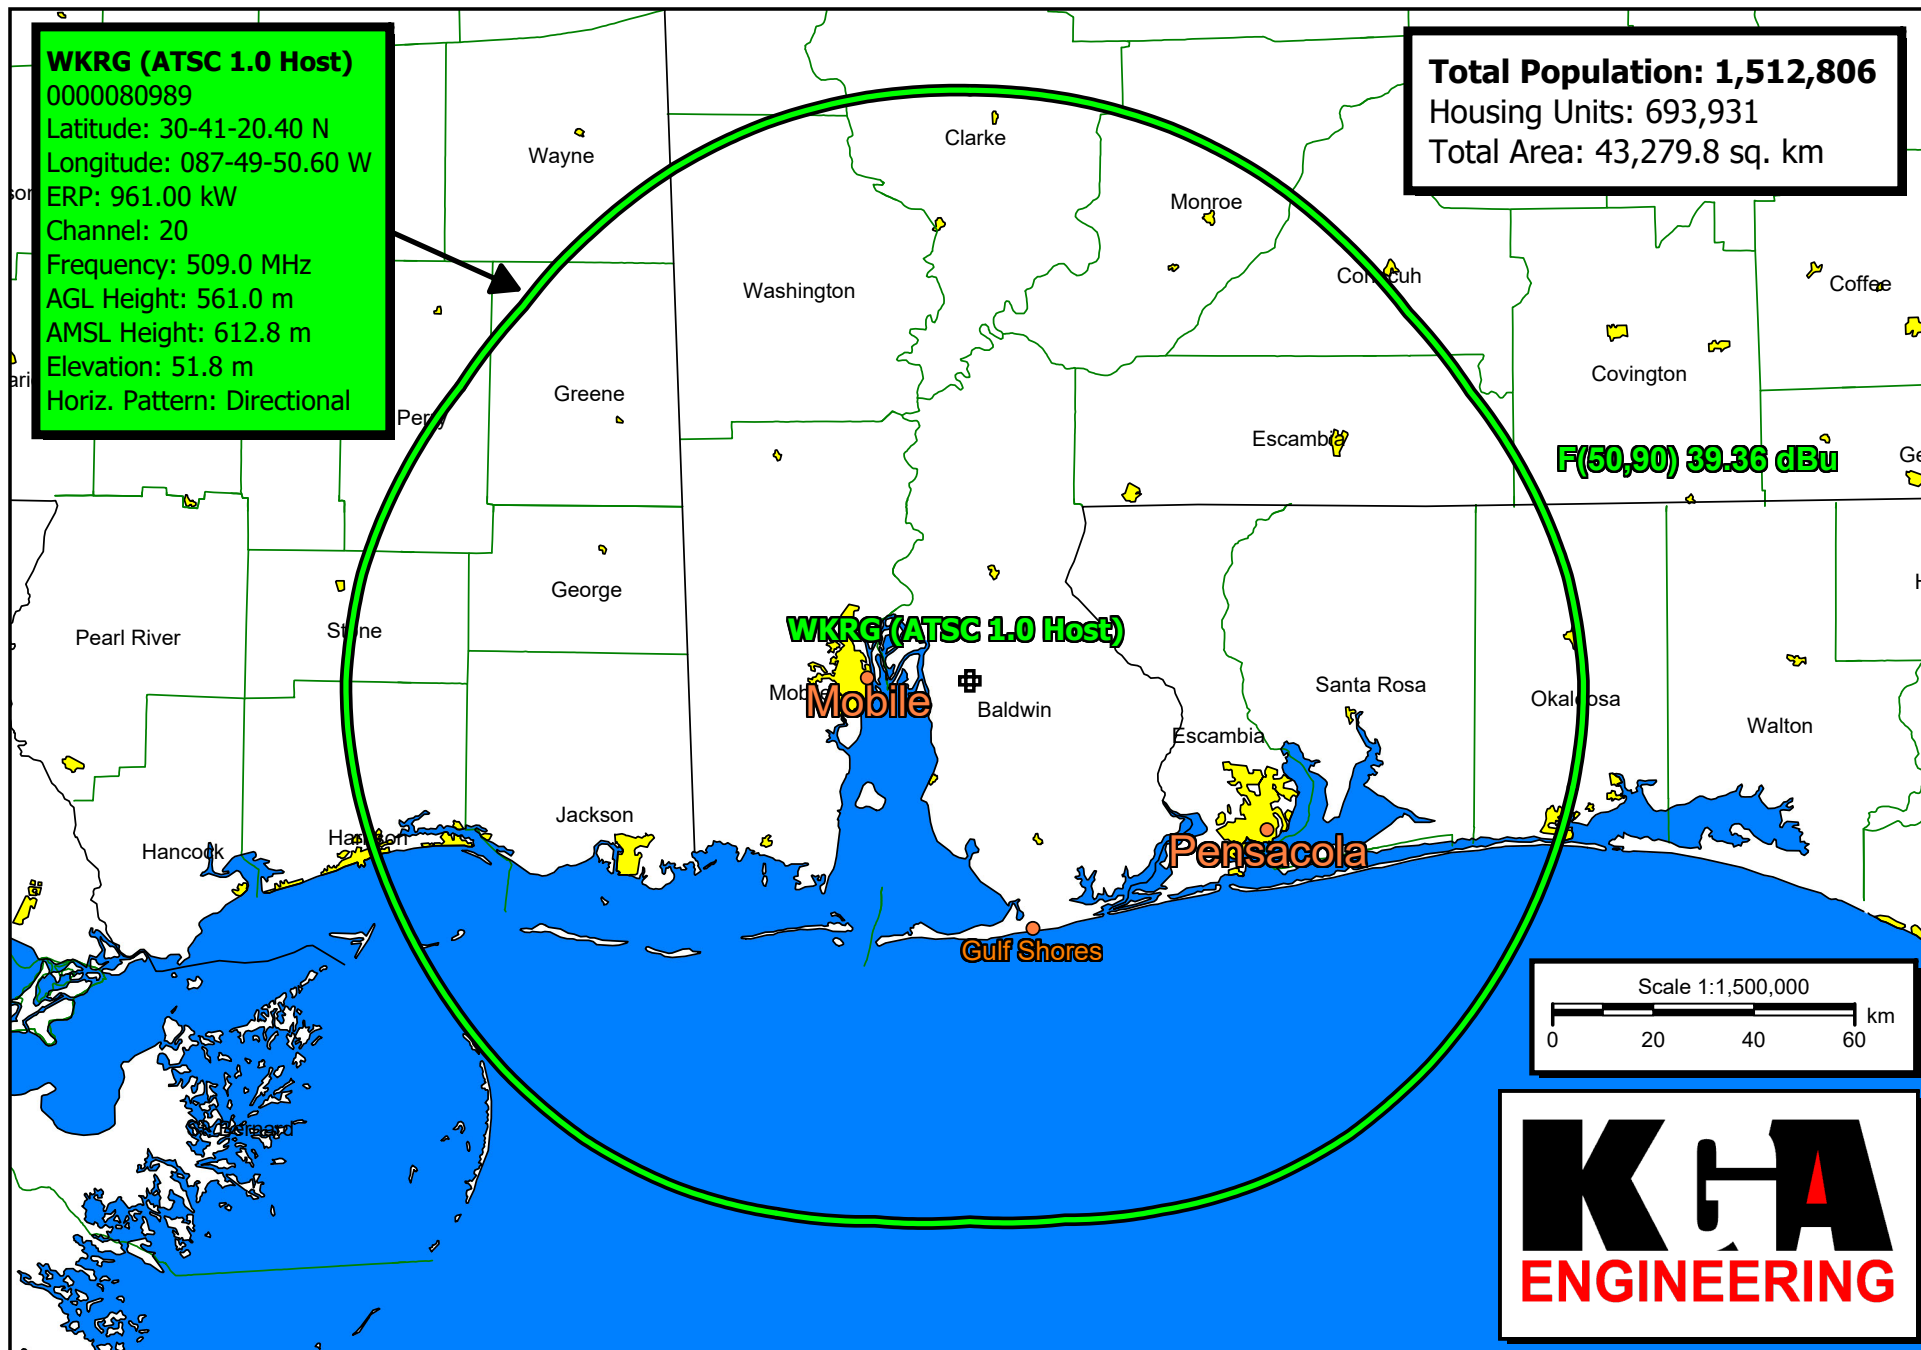 WKRG (ATSC 1.0 Host)
0000080989
Latitude: 30-41-20.40 N
Longitude: 087-49-50.60 W
ERP: 961.00 kW
Channel: 20
Frequency: 509.0 MHz
AGL Height: 561.0 m
AMSL Height: 612.8 m
Elevation: 51.8 m
Horiz. Pattern: Directional
Total Population: 1,512,806
Housing Units: 693,931
Total Area: 43,279.8 sq. km
Clarke
Wayne
Monroe
Washington
Coffee
Covington
Greene
Perry
Escambia
F(50,90) 39.36 dBu
George
Stone
Pearl River
WKRG (ATSC 1.0 Host)
Mobile
Mobile
Baldwin
Santa Rosa
Okaloosa
Walton
Escambia
Jackson
Harrison
Hancock
Pensacola
Gulf Shores
Scale 1:1,500,000
km
0 20 40 60
KGA
ENGINEERING